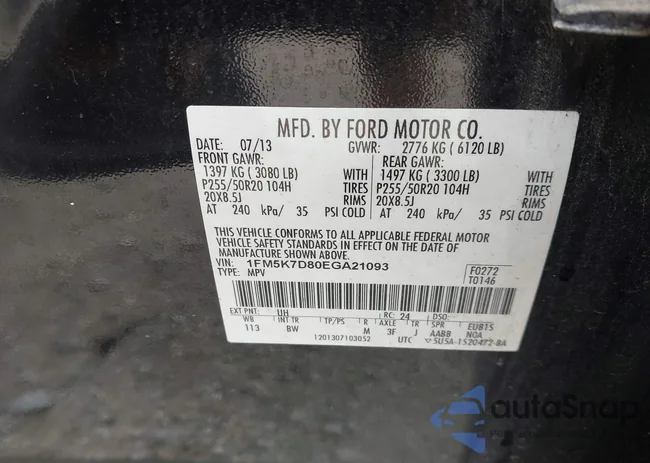 MFD. BY FORD MOTOR CO.
DATE: 07/13 GVWR: 2776 KG ( 6120 LB)
FRONT GAWR: REAR GAWR:
1397 KG ( 3080 LB) WITH 1497 KG ( 3300 LB) WITH
P255/50R20 104H TIRES P255/50R20 104H TIRES
20X8.5J RIMS 20X8.5J RIMS
AT 240 kPa/ 35 PSI COLD AT 240 kPa/ 35 PSI COLD
THIS VEHICLE CONFORMS TO ALL APPLICABLE FEDERAL MOTOR
VEHICLE SAFETY STANDARDS IN EFFECT ON THE DATE OF
MANUFACTURE SHOWN ABOVE.
VIN: 1FM5K7D80EGA21093
TYPE: MPV
F0272
T0146
EXT PNT: UH RC: 24 DSO:
WB INT TR TP/PS R AXLE TR SPR EUB15
113 BW M 3F J AABB NOA
1201307103052 UTC 5U5A-1520472-BA
autoSnap